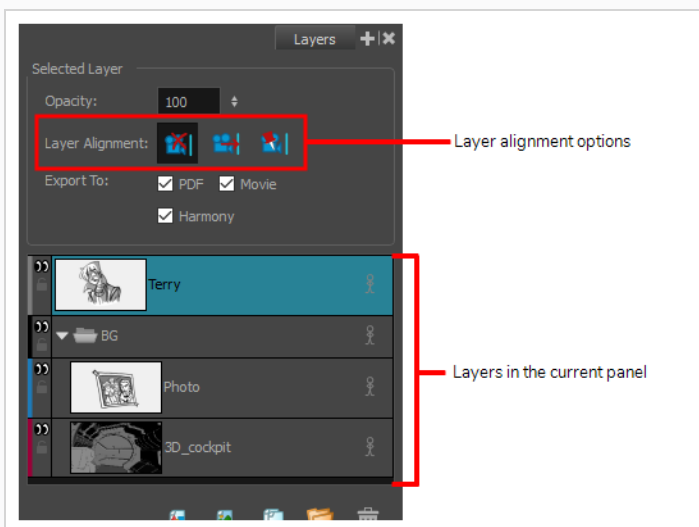 Layers
Selected Layer
Opacity: 100
Layer Alignment:
Layer alignment options
Export To: PDF Movie
Harmony
Terry
BG
Layers in the current panel
Photo
3D_cockpit